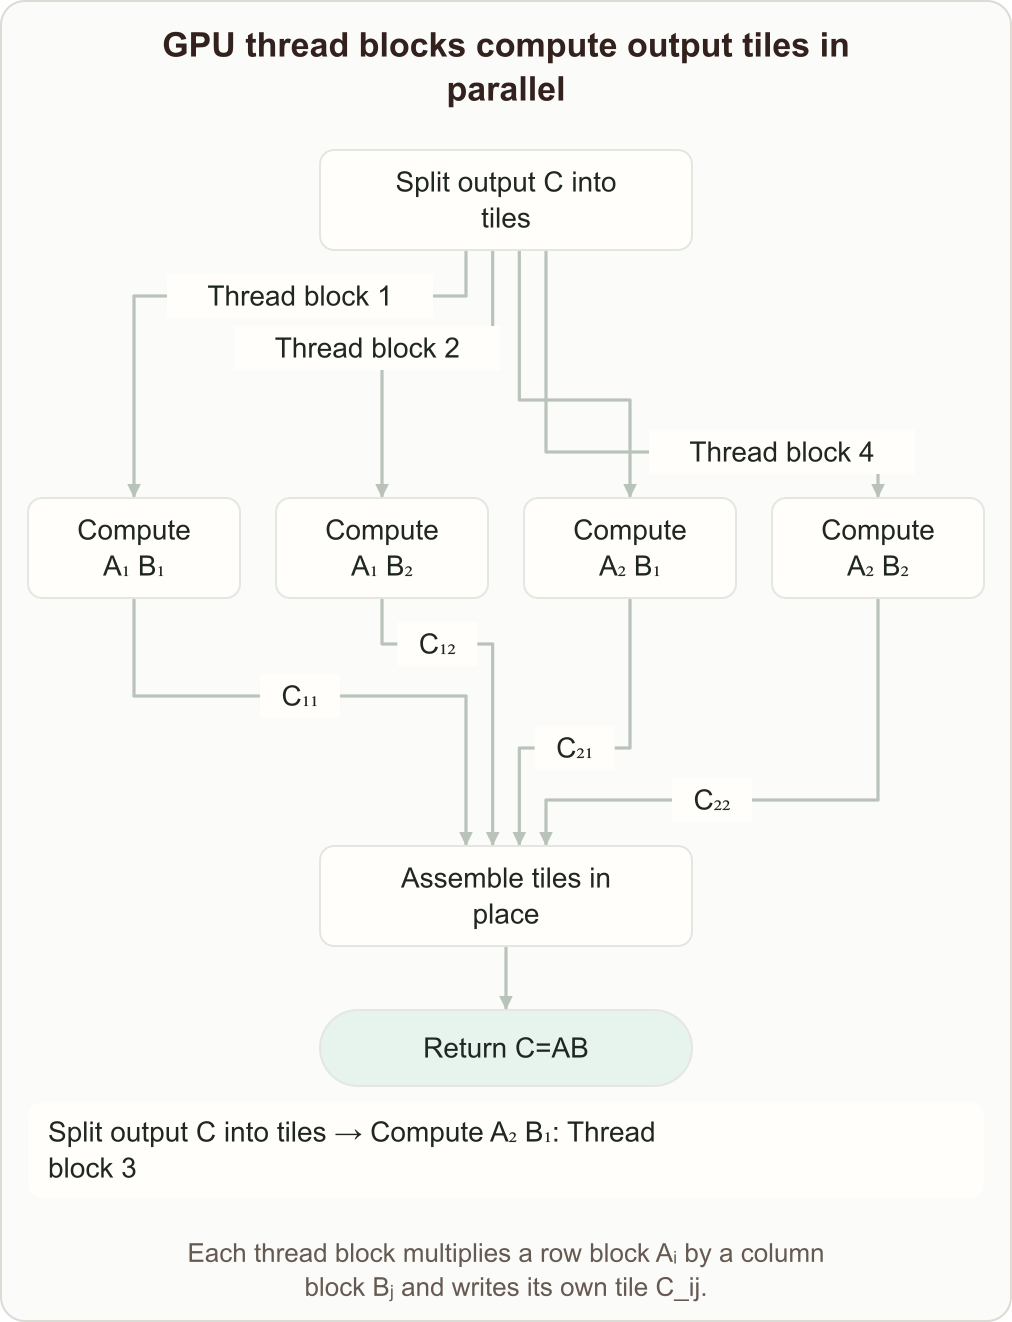 GPU thread blocks compute output tiles in
parallel
Split output C into
tiles
Thread block 1
Thread block 2
Thread block 4
Compute
A₁ B₁
Compute
A₁ B₂
Compute
A₂ B₁
Compute
A₂ B₂
C₁₂
C₁₁
C₂₁
C₂₂
Assemble tiles in
place
Return C=AB
Split output C into tiles → Compute A₂ B₁: Thread
block 3
Each thread block multiplies a row block Aᵢ by a column
block Bⱼ and writes its own tile C_ij.